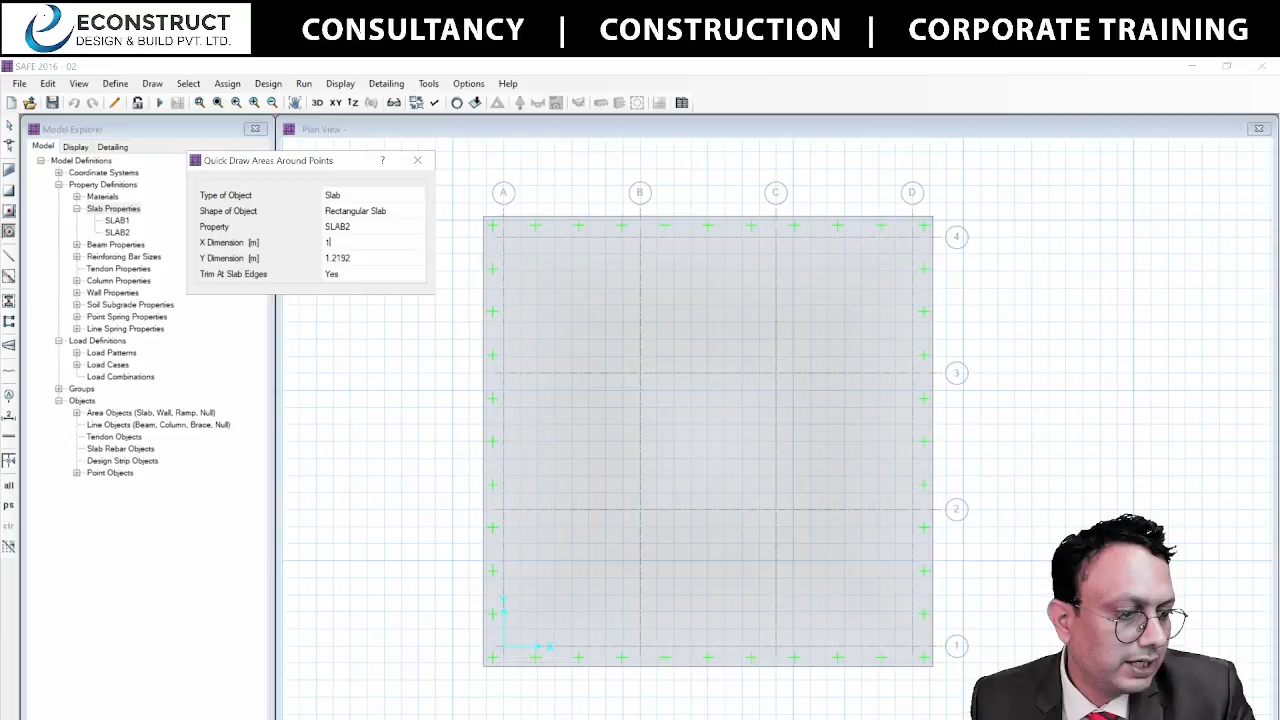 ECONSTRUCT
DESIGN & BUILD PVT. LTD.
CONSULTANCY | CONSTRUCTION | CORPORATE TRAINING
SAFE 2016 - 02
File Edit View Define Draw Select Assign Design Run Display Detailing Tools Options Help
3D XY
Model Explorer
Plan View -
Model Display Detailing
Model Definitions
Coordinate Systems
Property Definitions
Materials
Slab Properties
SLAB1
SLAB2
Beam Properties
Reinforcing Bar Sizes
Tendon Properties
Column Properties
Wall Properties
Soil Subgrade Properties
Point Spring Properties
Line Spring Properties
Load Definitions
Load Patterns
Load Cases
Load Combinations
Groups
Objects
Area Objects (Slab, Wall, Ramp, Null)
Line Objects (Beam, Column, Brace, Null)
Tendon Objects
Slab Rebar Objects
Design Strip Objects
Point Objects
Quick Draw Areas Around Points ?
Type of Object Slab
Shape of Object Rectangular Slab
Property SLAB2
X Dimension [m] 1
Y Dimension [m] 1.2192
Trim At Slab Edges Yes
A B C D
4
3
2
1
Y
X
all
ps
clr